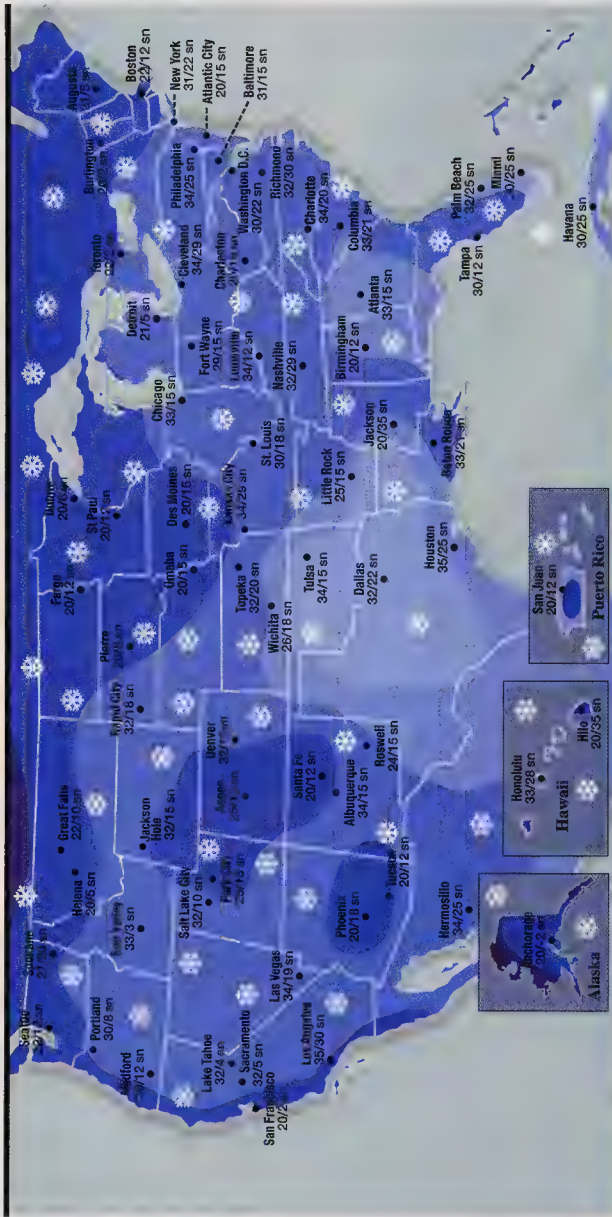 Portland
30/8 sn
Helena
20/5 sn
Great Falls
22/10 sn
Sun Valley
33/3 sn
Jackson
Hole
32/15 sn
Lake Tahoe
32/4 sn
Sacramento
32/5 sn
San Francisco
Salt Lake City
32/10 sn
Las Vegas
34/19 sn
Los Angeles
35/30 sn
Phoenix
20/18 sn
Tucson
20/12 sn
Hermosillo
34/25 sn
Aspen
Denver
Santa Fe
20/12 sn
Albuquerque
34/15 sn
Roswell
24/15 sn
Rapid City
32/18 sn
Pierre
Fargo
20/12 sn
Duluth
St Paul
20/12 sn
Omaha
20/15 sn
Des Moines
20/15 sn
Topeka
32/20 sn
Kansas City
Wichita
Tulsa
34/15 sn
Dallas
32/22 sn
Houston
35/25 sn
St. Louis
30/18 sn
Little Rock
25/15 sn
Jackson
20/35 sn
Baton Rouge
33/21 sn
Chicago
33/15 sn
Detroit
21/5 sn
Fort Wayne
29/15 sn
Louisville
34/12 sn
Nashville
32/29 sn
Birmingham
20/12 sn
Atlanta
33/15 sn
Toronto
Cleveland
34/29 sn
Charleston
Charlotte
34/20 sn
Columbia
33/21 sn
Burlington
Augusta
Boston
22/12 sn
New York
31/22 sn
Atlantic City
20/15 sn
Baltimore
31/15 sn
Philadelphia
34/25 sn
Washington D.C.
30/22 sn
Richmond
32/30 sn
Tampa
30/12 sn
Palm Beach
32/25 sn
Miami
Havana
30/25 sn
Anchorage
Alaska
Honolulu
33/28 sn
Hawaii
Hilo
20/35 sn
San Juan
20/12 sn
Puerto Rico